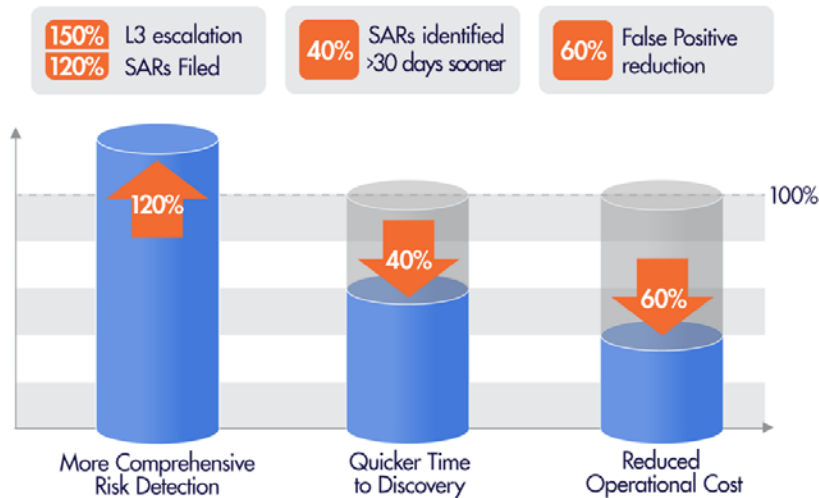 150% L3 escalation
120% SARs Filed
40% SARs identified
>30 days sooner
60% False Positive
reduction
100%
120%
40%
60%
More Comprehensive
Risk Detection
Quicker Time
to Discovery
Reduced
Operational Cost